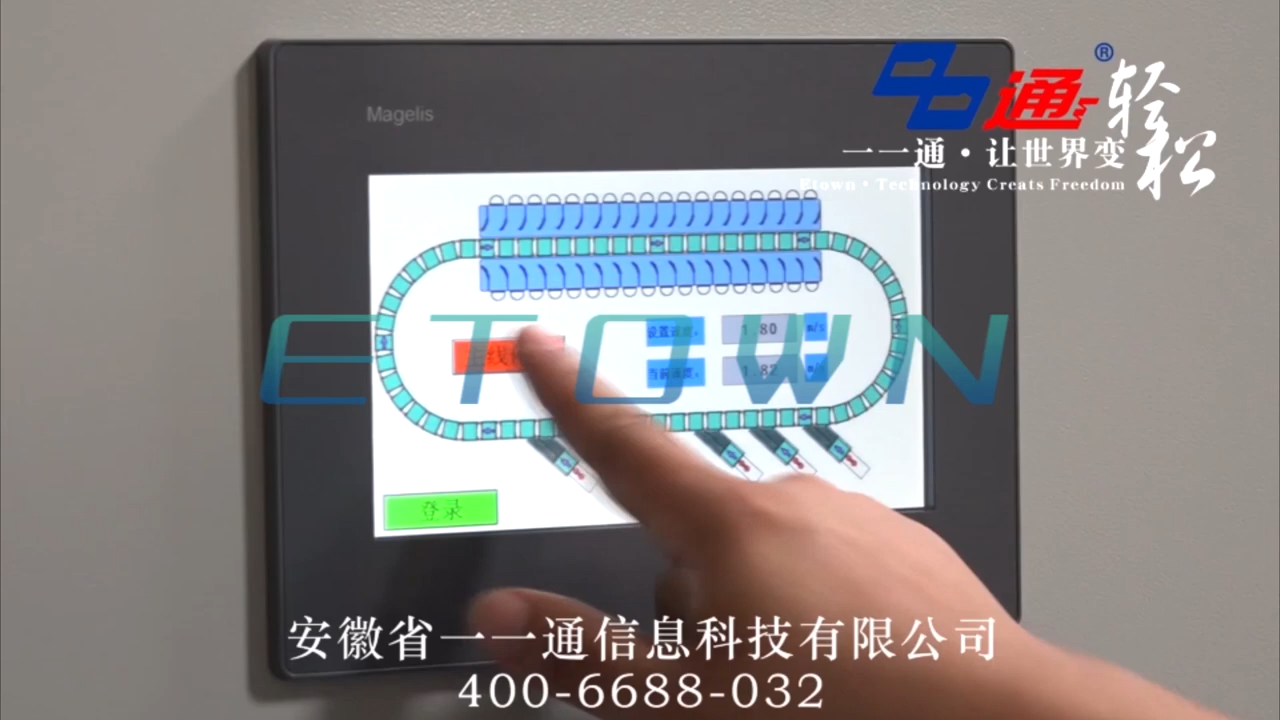 Magelis
通®
轻松
一一通·让世界变
Etown·Technology Creats Freedom
ETOWN
设置速度: 1.80 m/s
当前速度: 1.82 m/s
登录
安徽省一一通信息科技有限公司
400-6688-032